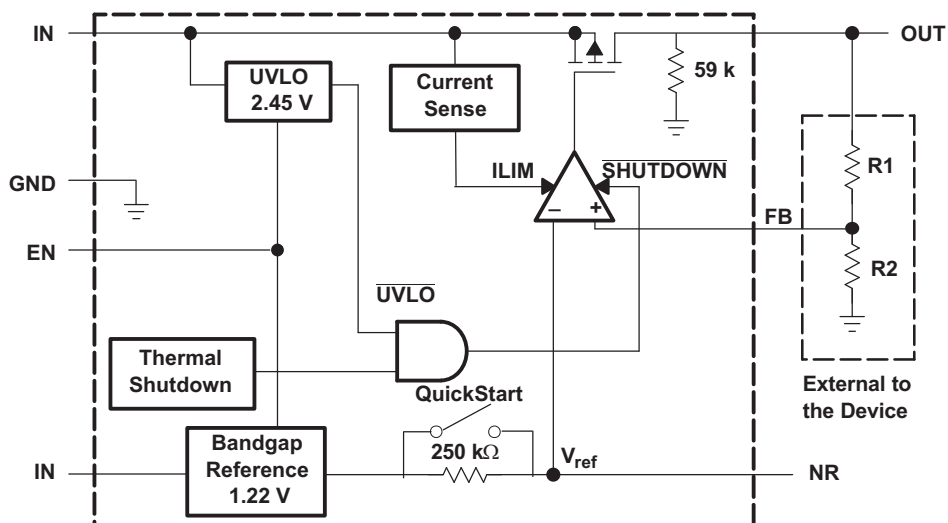 IN
OUT
UVLO
2.45 V
Current
Sense
59 k
GND
ILIM
SHUTDOWN
R1
– +
FB
EN
R2
UVLO
Thermal
Shutdown
QuickStart
External to
the Device
250 kΩ
IN
Bandgap
Reference
1.22 V
Vref
NR